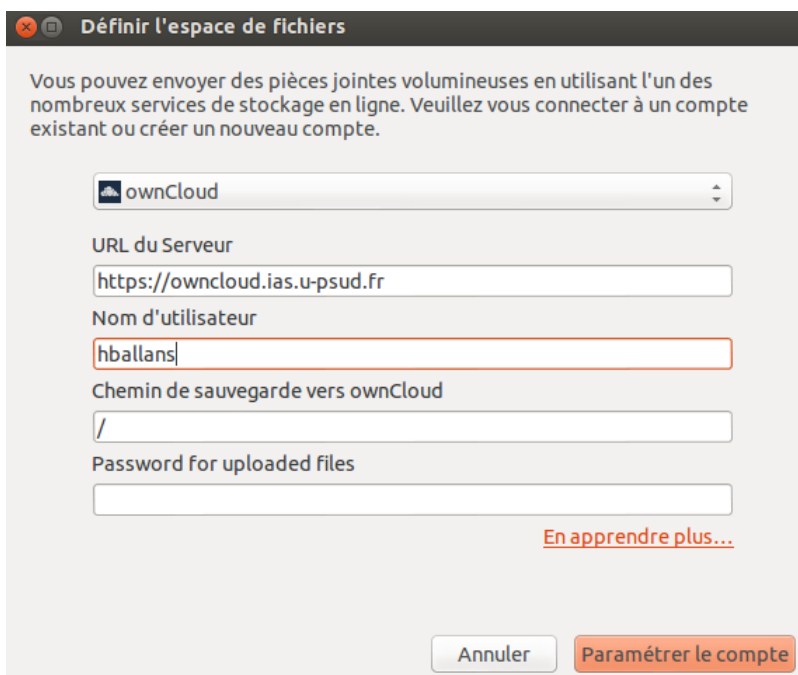 Définir l'espace de fichiers
Vous pouvez envoyer des pièces jointes volumineuses en utilisant l'un des
nombreux services de stockage en ligne. Veuillez vous connecter à un compte
existant ou créer un nouveau compte.
ownCloud
URL du Serveur
https://owncloud.ias.u-psud.fr
Nom d'utilisateur
hballans
Chemin de sauvegarde vers ownCloud
/
Password for uploaded files
En apprendre plus…
Annuler
Paramétrer le compte